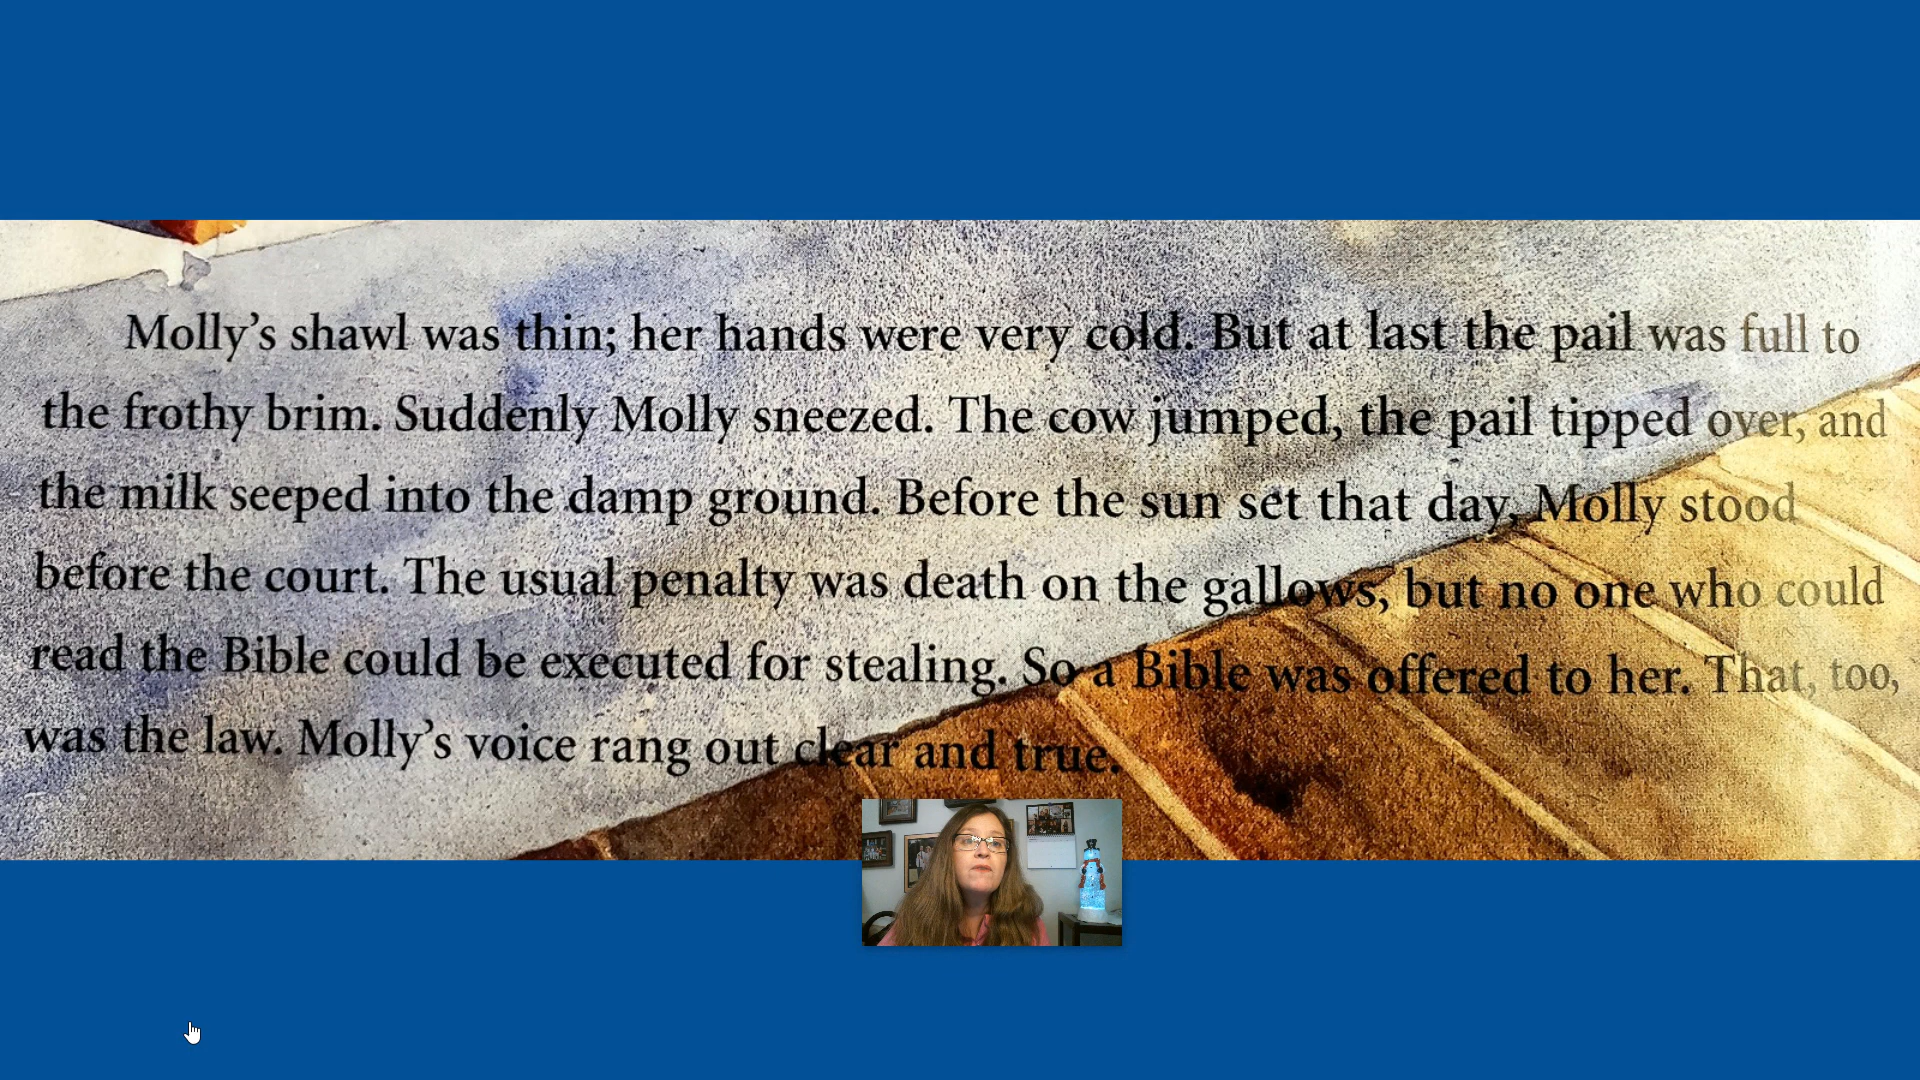 Molly’s shawl was thin; her hands were very cold. But at last the pail was full to
the frothy brim. Suddenly Molly sneezed. The cow jumped, the pail tipped over, and
the milk seeped into the damp ground. Before the sun set that day, Molly stood
before the court. The usual penalty was death on the gallows, but no one who could
read the Bible could be executed for stealing. So a Bible was offered to her. That, too,
was the law. Molly’s voice rang out clear and true.